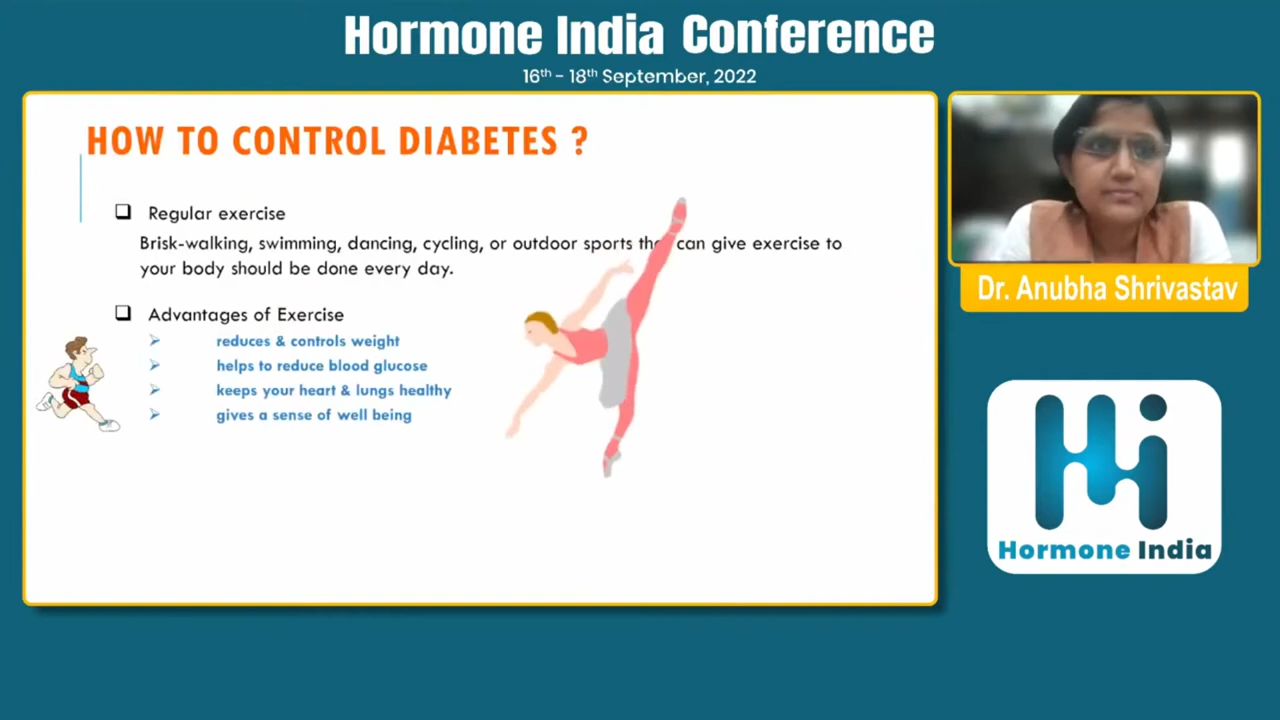 Hormone India Conference
16th - 18th September, 2022
HOW TO CONTROL DIABETES ?
Regular exercise
Brisk-walking, swimming, dancing, cycling, or outdoor sports can give exercise to
your body should be done every day.
Advantages of Exercise
reduces & controls weight
helps to reduce blood glucose
keeps your heart & lungs healthy
gives a sense of well being
Dr. Anubha Shrivastav
Hi
Hormone India